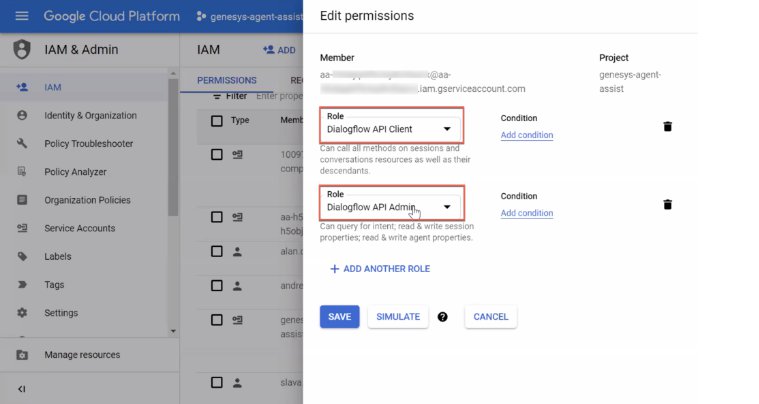 Google Cloud Platform
genesys-agent-assist
IAM & Admin
IAM
Identity & Organization
Policy Troubleshooter
Policy Analyzer
Organization Policies
Service Accounts
Labels
Tags
Settings
Manage resources
IAM
ADD
PERMISSIONS
REC
Filter Enter prope
Type Memb
10097
comp
aa-h5
h5obj
alan.c
andre
genes
assist
slava.
Edit permissions
Member
Project
aa-
@aa-
.iam.gserviceaccount.com
genesys-agent-
assist
Role
Dialogflow API Client
Condition
Add condition
Can call all methods on sessions and
conversations resources as well as their
descendants.
Role
Dialogflow API Admin
Condition
Add condition
Can query for intent; read & write session
properties; read & write agent properties.
+ ADD ANOTHER ROLE
SAVE
SIMULATE
?
CANCEL